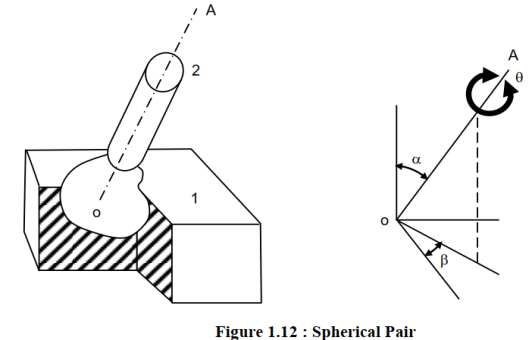 A
2
1
o
A
θ
α
o
β
Figure 1.12 : Spherical Pair